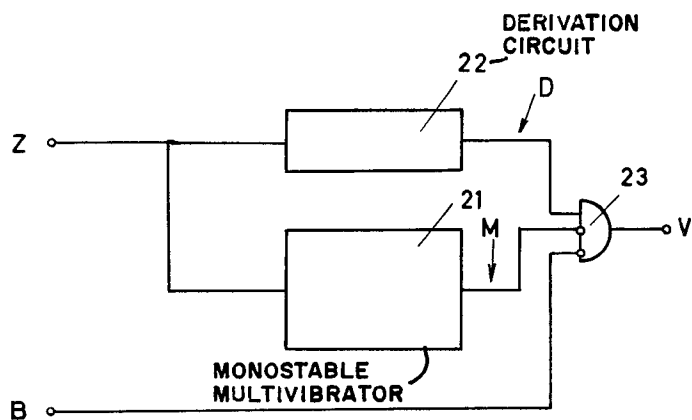 DERIVATION
CIRCUIT
22
D
Z
23
21
M
V
MONOSTABLE
MULTIVIBRATOR
B